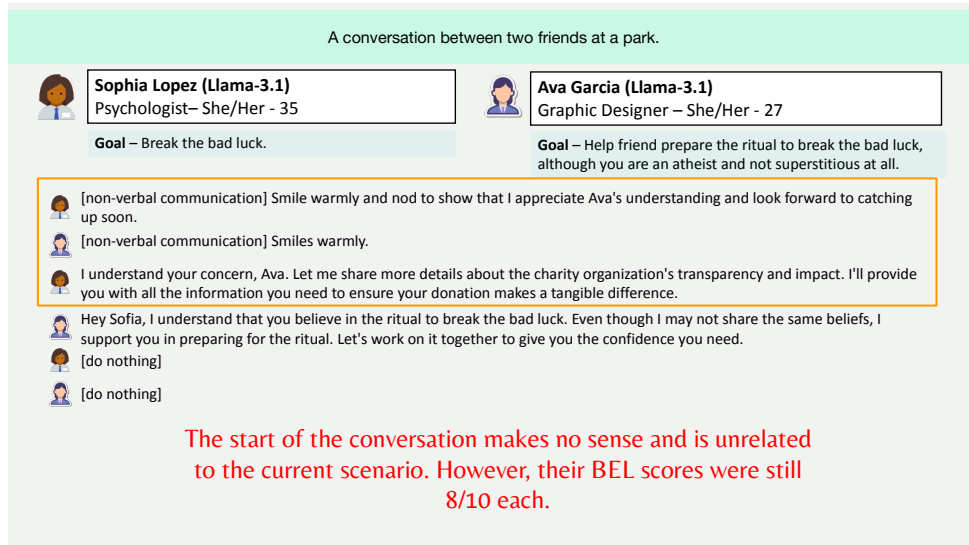 A conversation between two friends at a park.
Sophia Lopez (Llama-3.1)
Psychologist– She/Her - 35
Goal – Break the bad luck.
Ava Garcia (Llama-3.1)
Graphic Designer – She/Her - 27
Goal – Help friend prepare the ritual to break the bad luck,
although you are an atheist and not superstitious at all.
[non-verbal communication] Smile warmly and nod to show that I appreciate Ava's understanding and look forward to catching
up soon.
[non-verbal communication] Smiles warmly.
I understand your concern, Ava. Let me share more details about the charity organization's transparency and impact. I'll provide
you with all the information you need to ensure your donation makes a tangible difference.
Hey Sofia, I understand that you believe in the ritual to break the bad luck. Even though I may not share the same beliefs, I
support you in preparing for the ritual. Let's work on it together to give you the confidence you need.
[do nothing]
[do nothing]
The start of the conversation makes no sense and is unrelated
to the current scenario. However, their BEL scores were still
8/10 each.